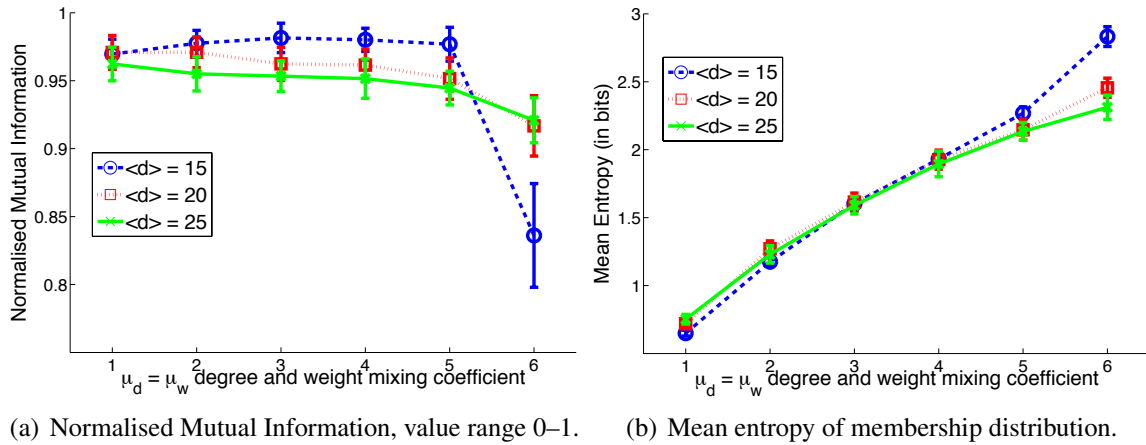 1
0.95
0.9
0.85
0.8
Normalised Mutual Information
<d> = 15
<d> = 20
<d> = 25
1 2 3 4 5 6
μd = μw degree and weight mixing coefficient
(a) Normalised Mutual Information, value range 0–1.
3
2.5
2
1.5
1
5
Mean Entropy (in bits)
<d> = 15
<d> = 20
<d> = 25
1 2 3 4 5 6
μd = μw degree and weight mixing coefficient
(b) Mean entropy of membership distribution.